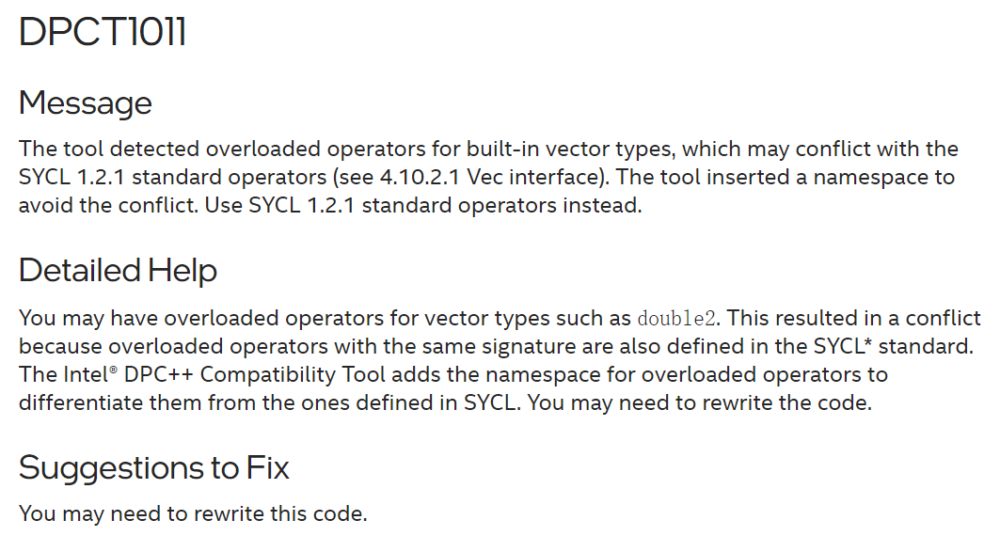 DPCT1011
Message
The tool detected overloaded operators for built-in vector types, which may conflict with the
SYCL 1.2.1 standard operators (see 4.10.2.1 Vec interface). The tool inserted a namespace to
avoid the conflict. Use SYCL 1.2.1 standard operators instead.
Detailed Help
You may have overloaded operators for vector types such as double2. This resulted in a conflict
because overloaded operators with the same signature are also defined in the SYCL* standard.
The Intel® DPC++ Compatibility Tool adds the namespace for overloaded operators to
differentiate them from the ones defined in SYCL. You may need to rewrite the code.
Suggestions to Fix
You may need to rewrite this code.